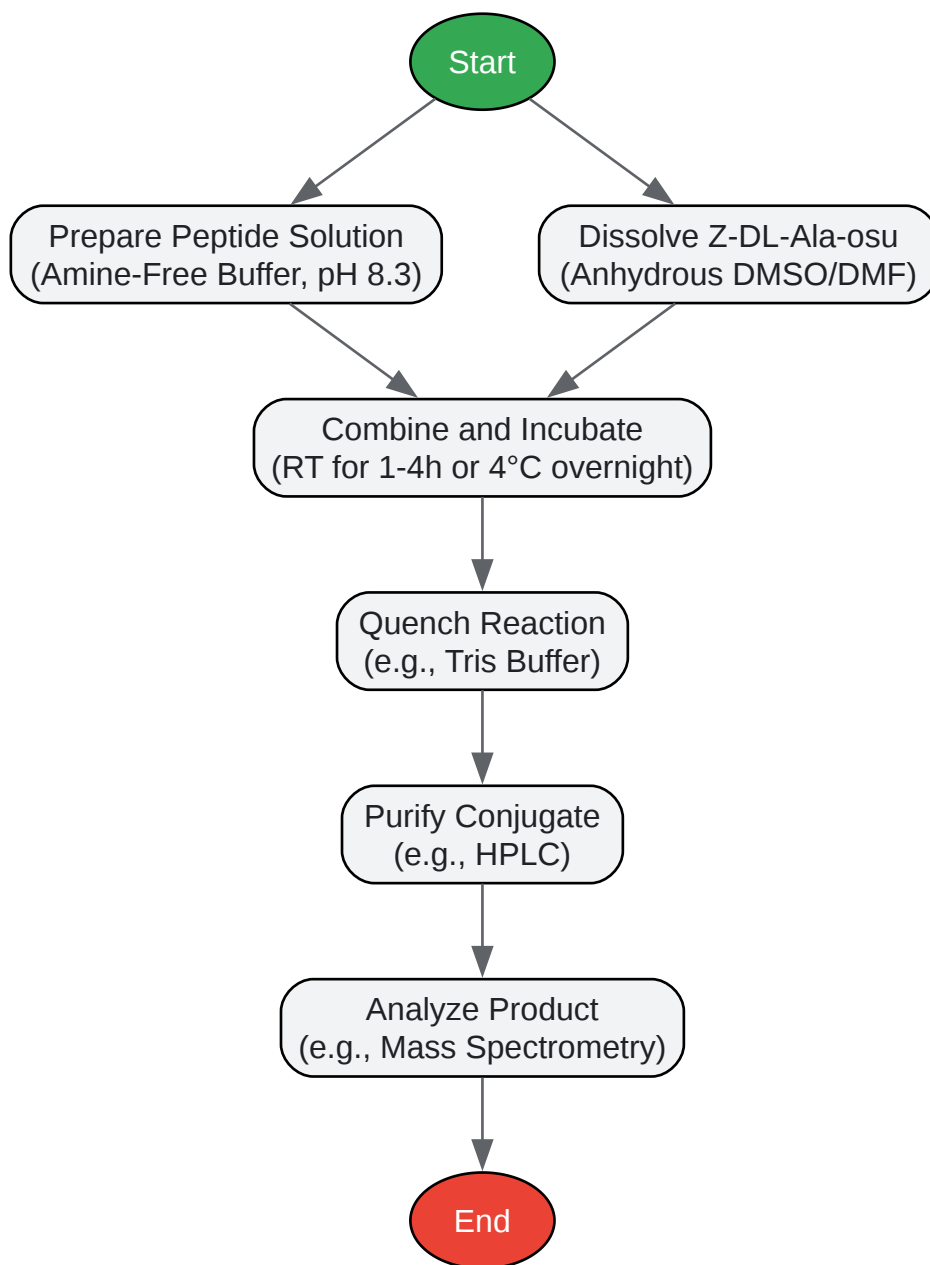 Start
Prepare Peptide Solution
(Amine-Free Buffer, pH 8.3)
Dissolve Z-DL-Ala-osu
(Anhydrous DMSO/DMF)
Combine and Incubate
(RT for 1-4h or 4°C overnight)
Quench Reaction
(e.g., Tris Buffer)
Purify Conjugate
(e.g., HPLC)
Analyze Product
(e.g., Mass Spectrometry)
End